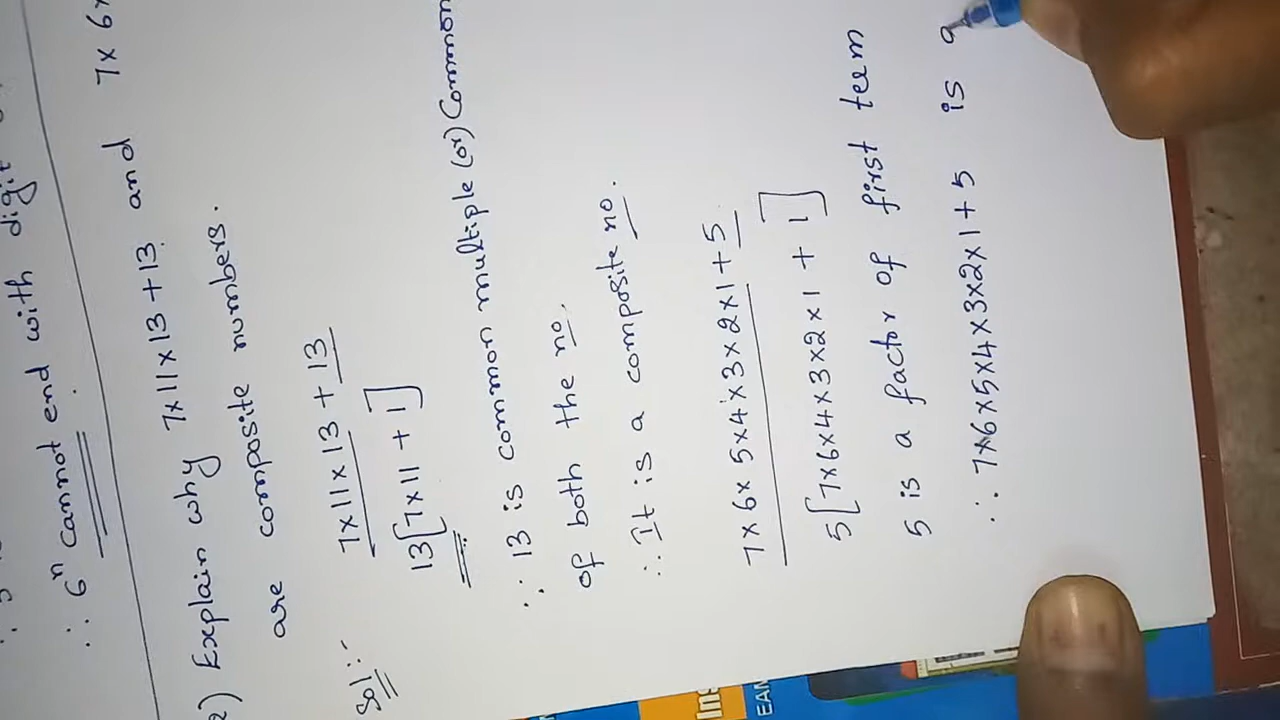 ∴ 6ⁿ cannot end with digit
2) Explain why 7×11×13+13 and 7×6×
are composite numbers.
Sol:- 7×11×13+13
13[7×11+1]
∴ 13 is common multiple (or) Common
of both the no.
∴ It is a composite no.
7×6×5×4×3×2×1+5
5[7×6×4×3×2×1+1]
5 is a factor of first term
∴ 7×6×5×4×3×2×1+5 is a
Ins
EAM